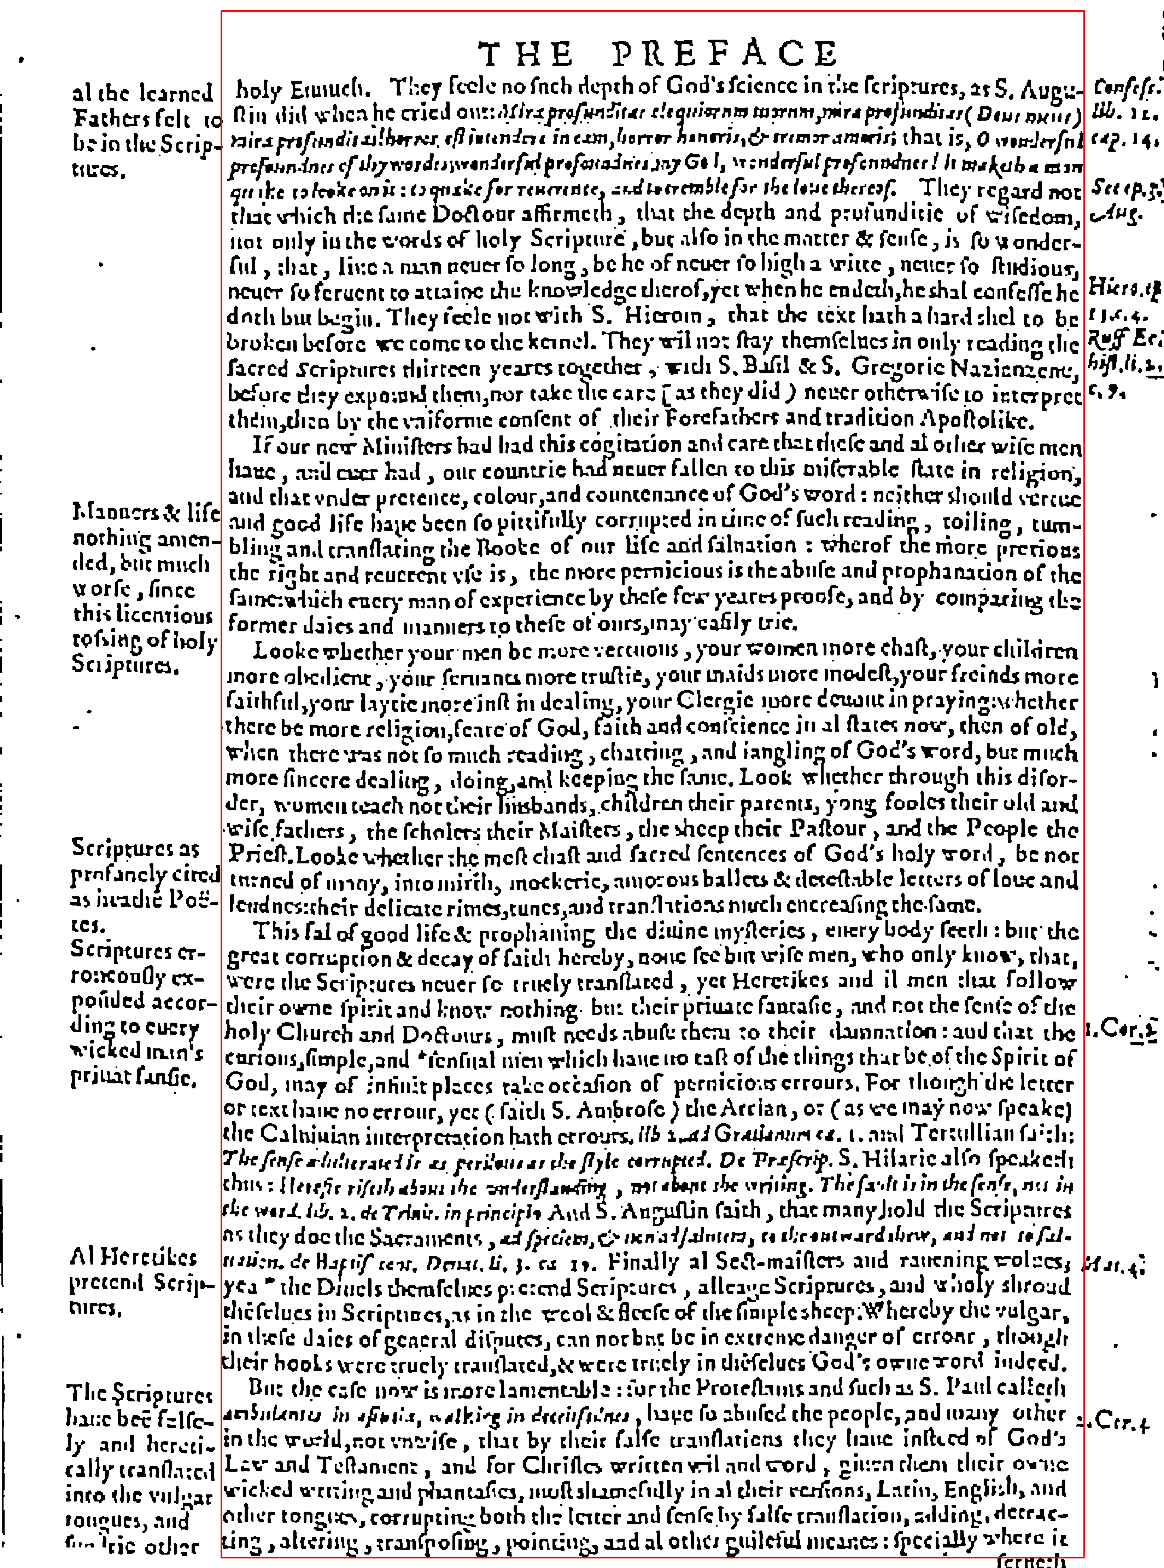 THE PREFACE
holy Eunuch. They feele no such depth of God's science in the scriptures, as S. Augu-
stin did when he cried out: Mira profunditas eloquiorum tuorum, mira profunditas (Deus meus)
mira profunditas: horror est intendere in eam, horror honoris, & tremor amoris; that is, O wonderful
profoundnes of thy wordes, wonderful profoundnes, my God, wonderful profoundnes! It maketh a man
quake to looke on it: to quake for reuerence, and to tremble for the loue thereof. They regard not
that which the same Doctour affirmeth, that the depth and profunditie of wisedom,
not only in the words of holy Scripture, but also in the matter & sense, is so wonder-
ful, that, liue a man neuer so long, be he of neuer so high a witte, neuer so studious,
neuer so feruent to attaine the knowledge therof, yet when he endeth, he shal confesse he
doth but begin. They feele not with S. Hierom, that the text hath a hard shel to be
broken before we come to the kernel. They wil not stay themselues in only reading the
sacred Scriptures thirteen yeares together, with S. Basil & S. Gregorie Nazienzene,
before they expound them, nor take the care (as they did) neuer otherwise to interpret
them, then by the vniforme consent of their Forefathers and tradition Apostolike.
If our new Ministers had had this cogitation and care that these and al other wise men
haue, and euer had, our countrie had neuer fallen to this miserable state in religion,
and that vnder pretence, colour, and countenance of God's word: neither should vertue
and good life haue been so pittifully corrupted in time of such reading, toiling, tum-
bling and translating the Booke of our life and saluation: wherof the more pretious
the right and reuerent vse is, the more pernicious is the abuse and prophanation of the
same: which euery man of experience by these few yeares proofe, and by comparing the
former daies and manners to these of ours, may easily trie.
Looke whether your men be more vertuous, your women more chast, your children
more obedient, your seruants more trustie, your maids more modest, your freinds more
faithful, your laytie more iust in dealing, your Clergie more deuout in praying: whether
there be more religion, feare of God, faith and conscience in al states now, then of old,
when there was not so much reading, chatting, and iangling of God's word, but much
more sincere dealing, doing, and keeping the same. Look whether through this disor-
der, women teach not their husbands, children their parents, yong fooles their old and
wise fathers, the scholers their Maisters, the sheep their Pastour, and the People the
Priest. Looke whether the most chast and sacred sentences of God's holy word, be not
turned of many, into mirth, mockerie, amorous ballets & detestable letters of loue and
leudnes: their delicate rimes, tunes, and translations much encreasing the same.
This fal of good life & prophaning the diuine mysteries, euery body seeth: but the
great corruption & decay of faith hereby, none see but wise men, who only know, that,
were the Scriptures neuer so truely translated, yet Heretikes and il men that follow
their owne spirit and know nothing but their priuate fantasie, and not the sense of the
holy Church and Doctours, must needs abuse them to their damnation: and that the
curious, simple, and *sensual men which haue no tast of the things that be of the Spirit of
God, may of infinit places take occasion of pernicious errours. For though the letter
or text haue no errour, yet (saith S. Ambrose) the Arrian, or (as we may now speake)
the Caluinian interpretation hath errours. lib 2. ad Gratianum ca. 1. and Tertullian saith:
The sense adulterated is as perilous as the style corrupted. De Præscrip. S. Hilarie also speaketh
thus: Heresie riseth about the vnderstanding, not about the writing. The fault is in the sense, not in
the word. lib. 2. de Trinit. in principio And S. Augustin saith, that many hold the Scriptures
as they doe the Sacraments, ad speciem, & non ad salutem, to the outward shew, and not to sal-
uation. de Baptis cont. Donat. li. 3. ca 19. Finally al Sect-maisters and rauening wolues,
yea * the Diuels themselues pretend Scriptures, alleage Scriptures, and wholy shroud
thēselues in Scriptures, as in the wool & fleese of the simple sheep: Whereby the vulgar,
in these daies of general disputes, can not but be in extreme danger of errour, though
their books were truely translated, & were truely in thēselues God's owne word indeed.
But the case now is more lamentable: for the Protestants and such as S. Paul calleth
ambulantes in astutia, walking in deceitfulnes, haue so abused the people, and many other
in the world, not vnwise, that by their false translations they haue insteed of God's
Law and Testament, and for Christes written wil and word, giuen them their owne
wicked writing and phantasies, most shamefully in al their versions, Latin, English, and
other tongues, corrupting both the letter and sense by false translation, adding, detrac-
ting, altering, transposing, pointing, and al other guileful meanes: specially where it
serueth
al the learned
Fathers felt to
be in the Scrip-
tures.
Manners & life
nothing amen-
ded, but much
worse, since
this licentious
tossing of holy
Scriptures.
Scriptures as
profanely cited
as heathē Poë-
tes.
Scriptures er-
roneously ex-
poūded accor-
ding to euery
wicked man's
priuat fansie.
Al Heretikes
pretend Scrip-
tures.
The Scriptures
haue beē false-
ly and hereti-
cally translated
into the vulgar
tongues, and
sundrie other
Confess.
lib. 12.
cap. 14.
See ep. 3.
Aug.
Hiero. ep
13. c. 4.
Ruff Ec.
hist. li. 2.
c. 9.
1. Cor. 2
Mat. 4.
2. Cor. 4